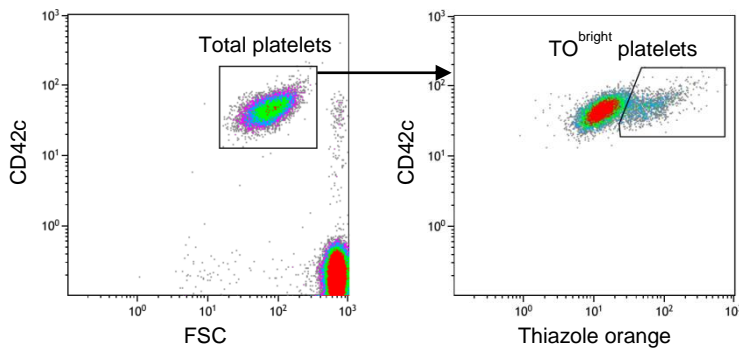 10³
Total platelets
10²
CD42c
10¹
10⁰
10⁰ 10¹ 10² 10³
FSC
10³
TO^bright platelets
10²
CD42c
10¹
10⁰
10⁰ 10¹ 10² 10
Thiazole orange